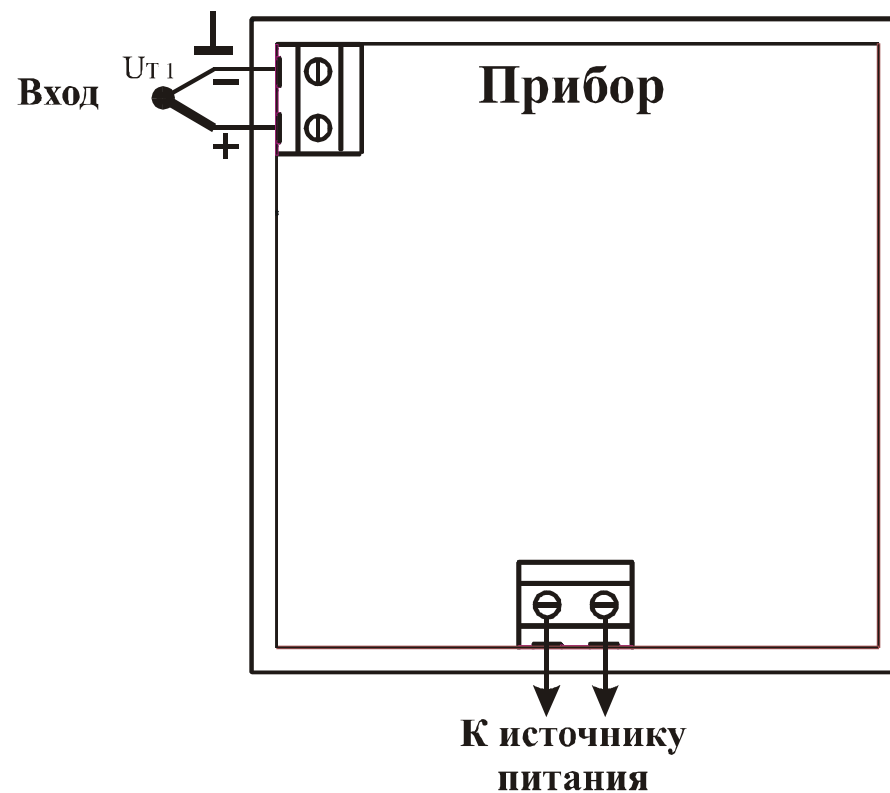 Uт 1
−
Вход
Прибор
+
К источнику
питания